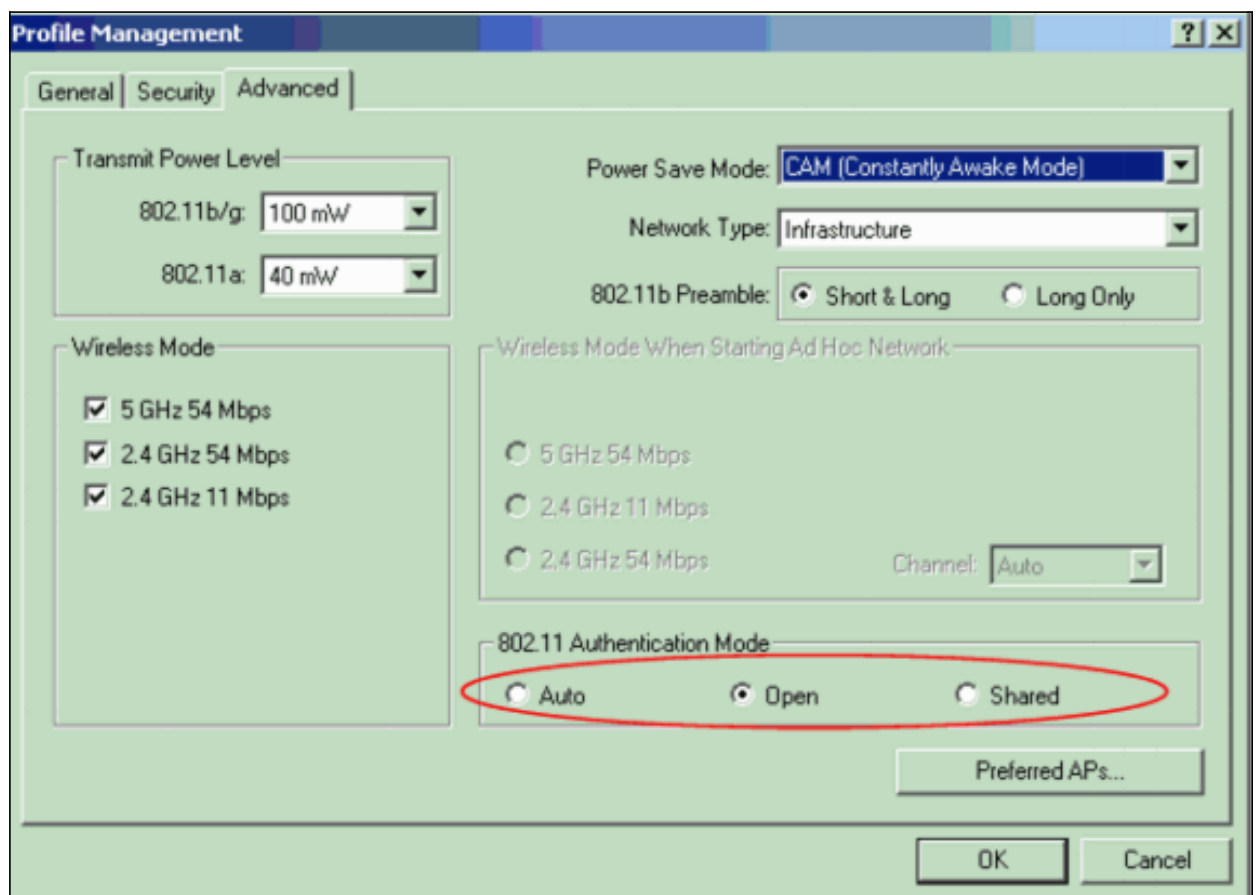 Profile Management
General Security Advanced
Transmit Power Level
802.11b/g: 100 mW
802.11a: 40 mW
Power Save Mode: CAM (Constantly Awake Mode)
Network Type: Infrastructure
802.11b Preamble: Short & Long Long Only
Wireless Mode
5 GHz 54 Mbps
2.4 GHz 54 Mbps
2.4 GHz 11 Mbps
Wireless Mode When Starting Ad Hoc Network
5 GHz 54 Mbps
2.4 GHz 11 Mbps
2.4 GHz 54 Mbps Channel: Auto
802.11 Authentication Mode
Auto Open Shared
Preferred APs...
OK Cancel